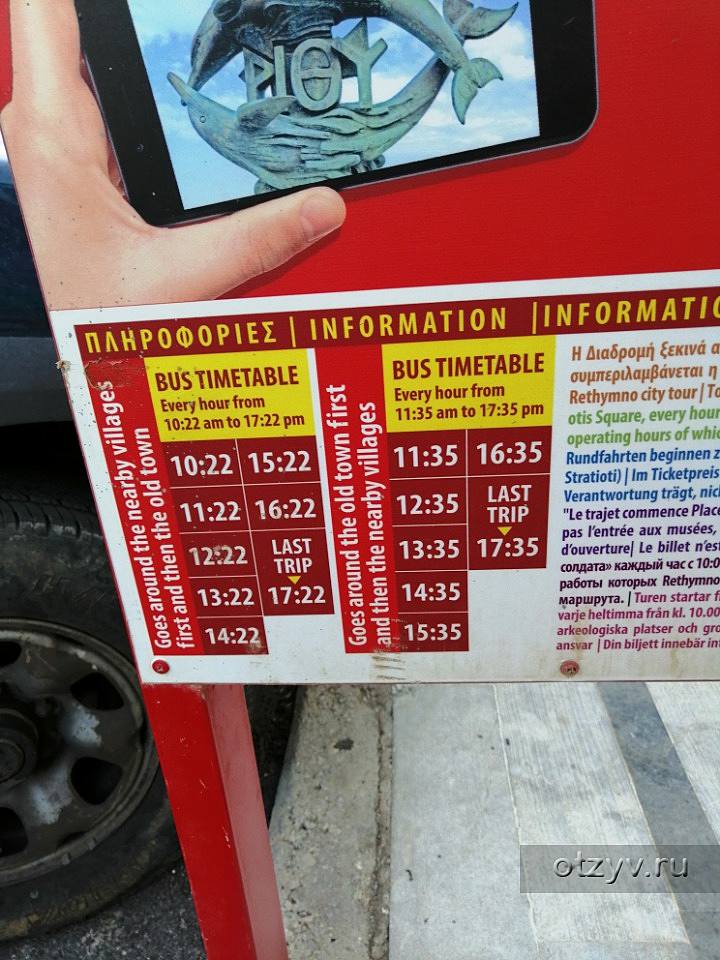 ΡΙΘΥ
ΠΛΗΡΟΦΟΡΙΕΣ | INFORMATION | INFORMATIO
Goes around the nearby villages
first and then the old town
BUS TIMETABLE
Every hour from
10:22 am to 17:22 pm
10:22 15:22
11:22 16:22
12:22 LAST TRIP
13:22 17:22
14:22
Goes around the old town first
and then the nearby villages
BUS TIMETABLE
Every hour from
11:35 am to 17:35 pm
11:35 16:35
12:35 LAST TRIP
13:35 17:35
14:35
15:35
Η Διαδρομή ξεκινά α
συμπεριλαμβάνεται η
Rethymno city tour | To
otis Square, every hour
operating hours of whic
Rundfahrten beginnen z
Stratioti) | Im Ticketpreis
Verantwortung trägt, nic
"Le trajet commence Place
pas l'entrée aux musées,
d'ouverture| Le billet n'est
солдата» каждый час с 10:0
работы которых Rethymno
маршрута. | Turen startar f
varje heltimma från kl. 10.00
arkeologiska platser och gro
ansvar | Din biljett innebär int
otzyv.ru